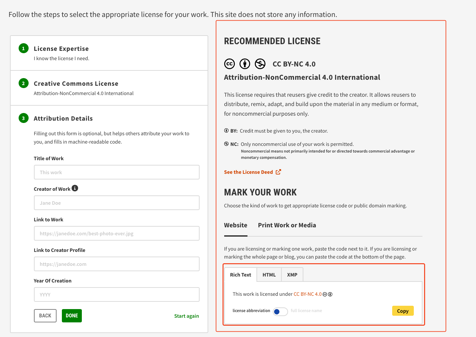 Follow the steps to select the appropriate license for your work. This site does not store any information.
1 License Expertise
I know the license I need.
2 Creative Commons License
Attribution-NonCommercial 4.0 International
3 Attribution Details
Filling out this form is optional, but helps others attribute your work to
you, and fills in machine-readable code.
Title of Work
This work
Creator of Work
Jane Doe
Link to Work
https://janedoe.com/best-photo-ever.jpg
Link to Creator Profile
https://janedoe.com
Year Of Creation
YYYY
BACK DONE Start again
RECOMMENDED LICENSE
CC BY-NC 4.0
Attribution-NonCommercial 4.0 International
This license requires that reusers give credit to the creator. It allows reusers to
distribute, remix, adapt, and build upon the material in any medium or format,
for noncommercial purposes only.
BY: Credit must be given to you, the creator.
NC: Only noncommercial use of your work is permitted.
Noncommercial means not primarily intended for or directed towards commercial advantage or
monetary compensation.
See the License Deed
MARK YOUR WORK
Choose the kind of work to get appropriate license code or public domain marking.
Website Print Work or Media
If you are licensing or marking one work, paste the code next to it. If you are licensing or
marking the whole page or blog, you can paste the code at the bottom of the page.
Rich Text HTML XMP
This work is licensed under CC BY-NC 4.0
license abbreviation full license name Copy